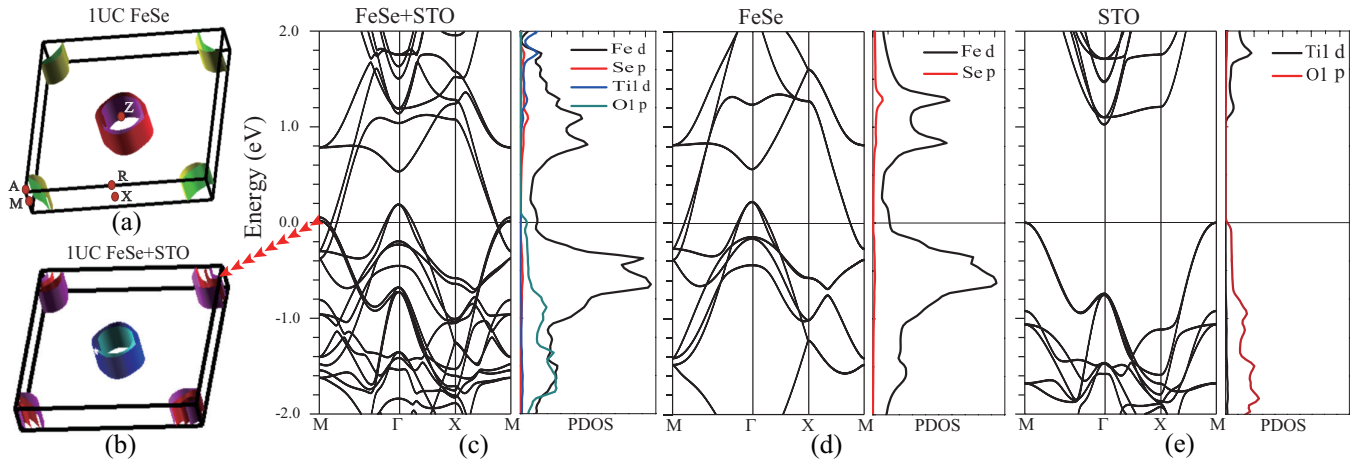 1UC FeSe
Z
A
R
M
X
(a)
1UC FeSe+STO
(b)
FeSe+STO
Energy (eV)
2.0
1.0
0.0
-1.0
-2.0
M Γ X M
Fe d
Se p
Ti1 d
O1 p
PDOS
(c)
FeSe
M Γ X M
Fe d
Se p
PDOS
(d)
STO
M Γ X M
Ti1 d
O1 p
PDOS
(e)